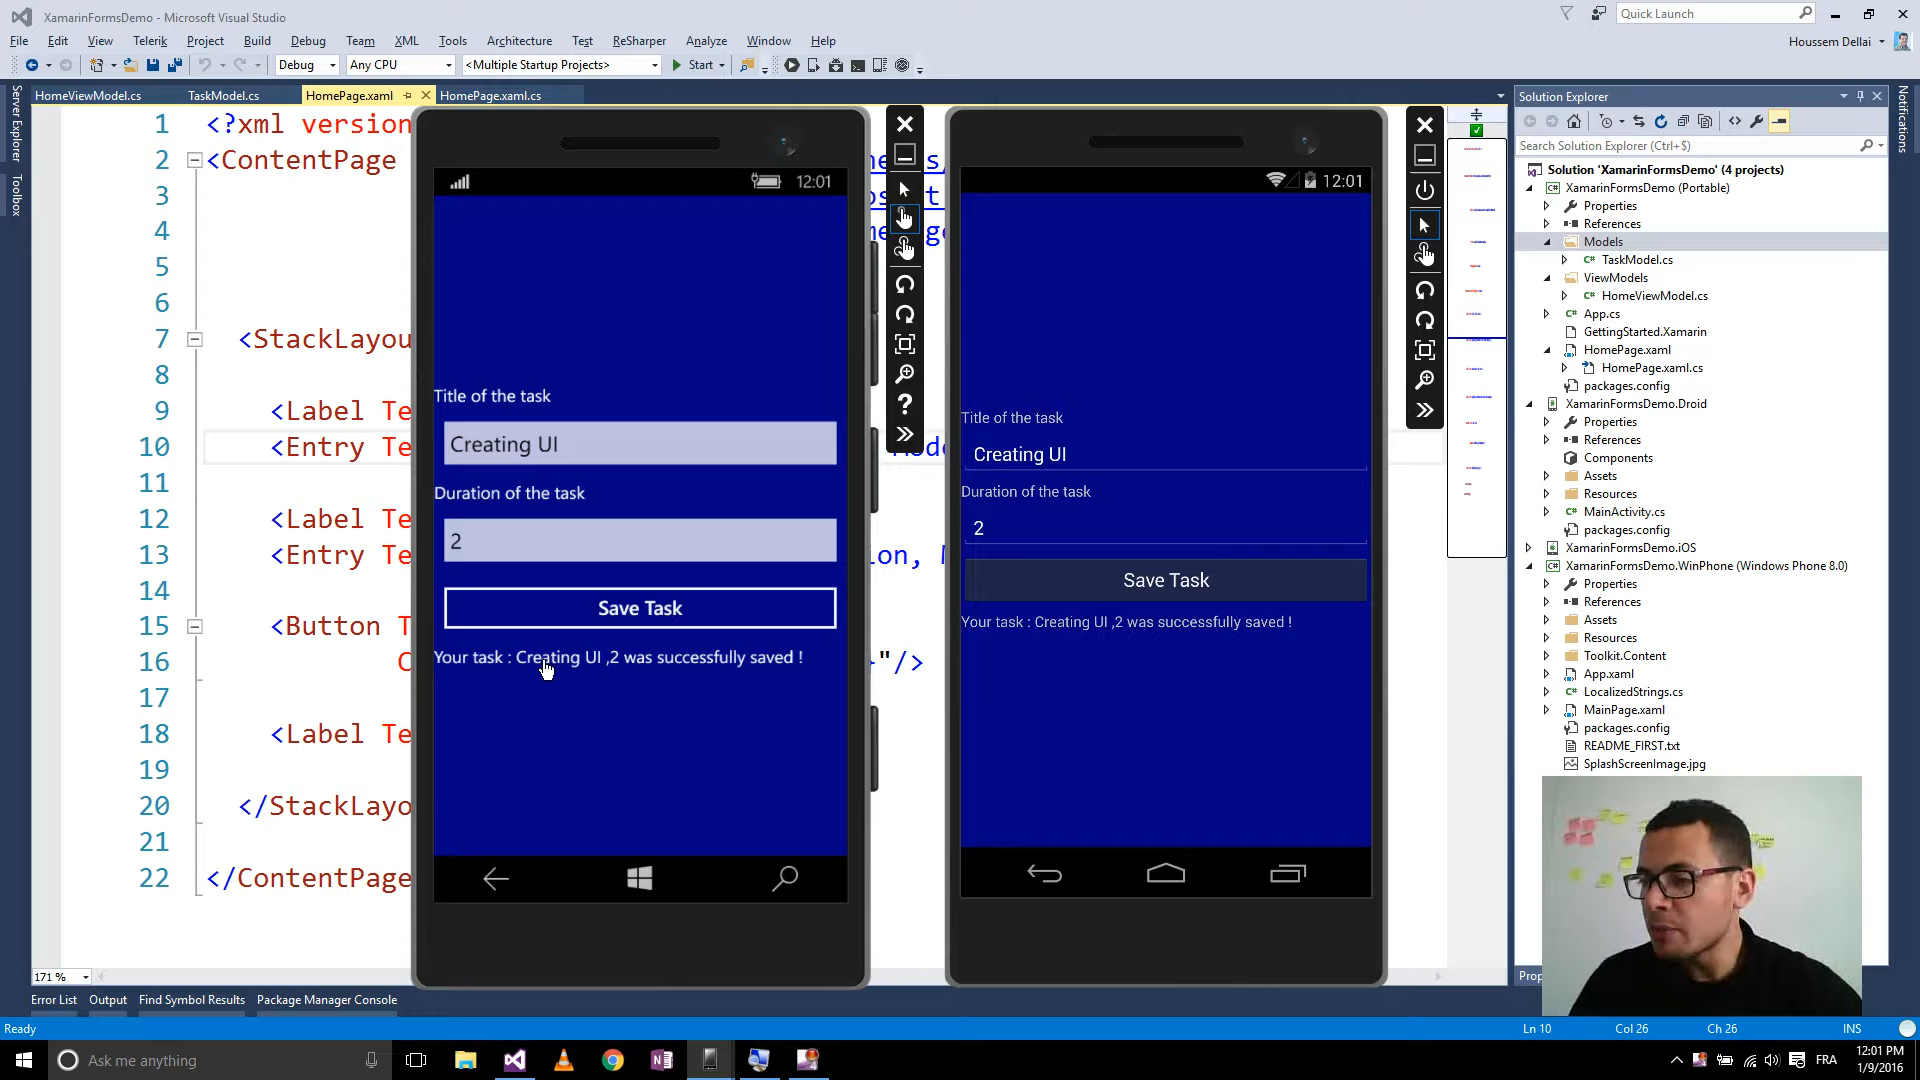 XamarinFormsDemo - Microsoft Visual Studio
Quick Launch
File Edit View Telerik Project Build Debug Team XML Tools Architecture Test ReSharper Analyze Window Help
Houssem Dellai
Debug Any CPU <Multiple Startup Projects> Start
Server Explorer
Toolbox
Notifications
HomeViewModel.cs TaskModel.cs HomePage.xaml HomePage.xaml.cs
1 <?xml version
2 <ContentPage
3
4
5
6
7 <StackLayou
8
9 <Label Te
10 <Entry Te
11
12 <Label Te
13 <Entry Te
14
15 <Button T
16 C "/>
17
18 <Label Te
19
20 </StackLayo
21
22 </ContentPage
12:01
Title of the task
Creating UI
Duration of the task
2
Save Task
Your task : Creating UI ,2 was successfully saved !
12:01
Title of the task
Creating UI
Duration of the task
2
Save Task
Your task : Creating UI ,2 was successfully saved !
Solution Explorer
Search Solution Explorer (Ctrl+$)
Solution 'XamarinFormsDemo' (4 projects)
XamarinFormsDemo (Portable)
Properties
References
Models
TaskModel.cs
ViewModels
HomeViewModel.cs
App.cs
GettingStarted.Xamarin
HomePage.xaml
HomePage.xaml.cs
packages.config
XamarinFormsDemo.Droid
Properties
References
Components
Assets
Resources
MainActivity.cs
packages.config
XamarinFormsDemo.iOS
XamarinFormsDemo.WinPhone (Windows Phone 8.0)
Properties
References
Assets
Resources
Toolkit.Content
App.xaml
LocalizedStrings.cs
MainPage.xaml
packages.config
README_FIRST.txt
SplashScreenImage.jpg
171 %
Error List Output Find Symbol Results Package Manager Console
Ready
Ln 10 Col 26 Ch 26 INS
Ask me anything
FRA
12:01 PM
1/9/2016